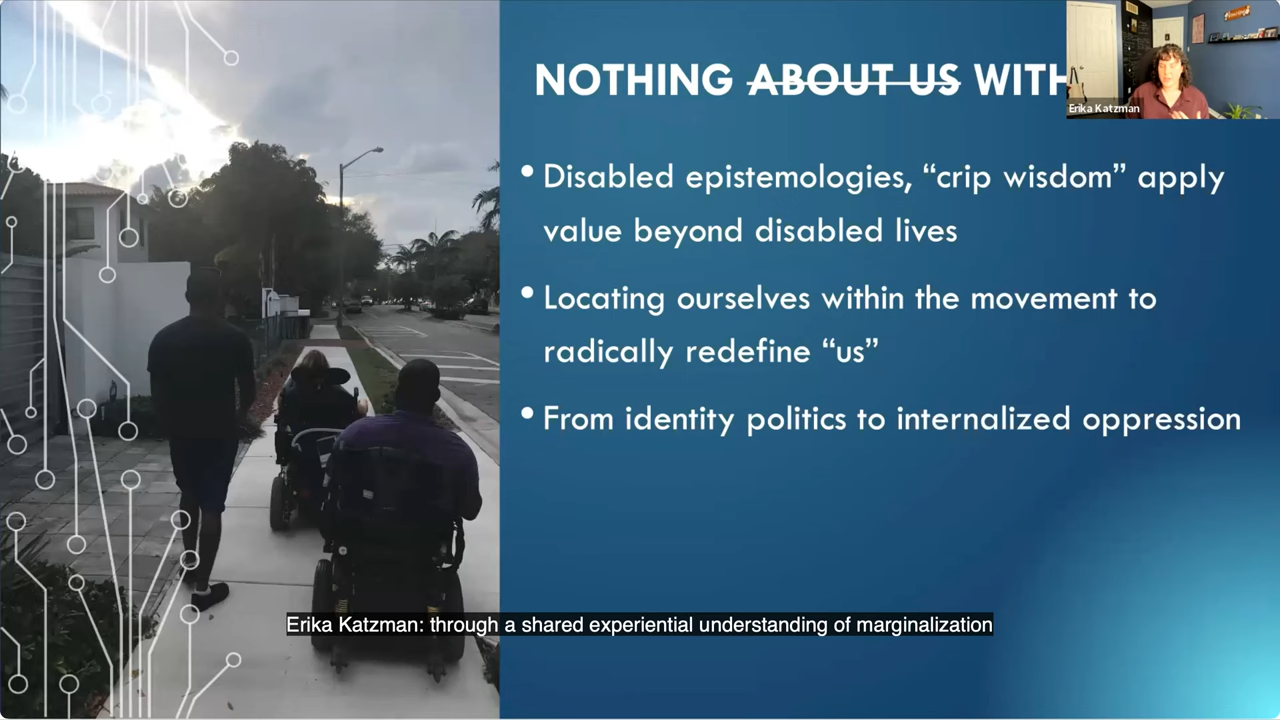 NOTHING ABOUT US WITH
Erika Katzman
• Disabled epistemologies, “crip wisdom” apply
value beyond disabled lives
• Locating ourselves within the movement to
radically redefine “us”
• From identity politics to internalized oppression
Erika Katzman: through a shared experiential understanding of marginalization